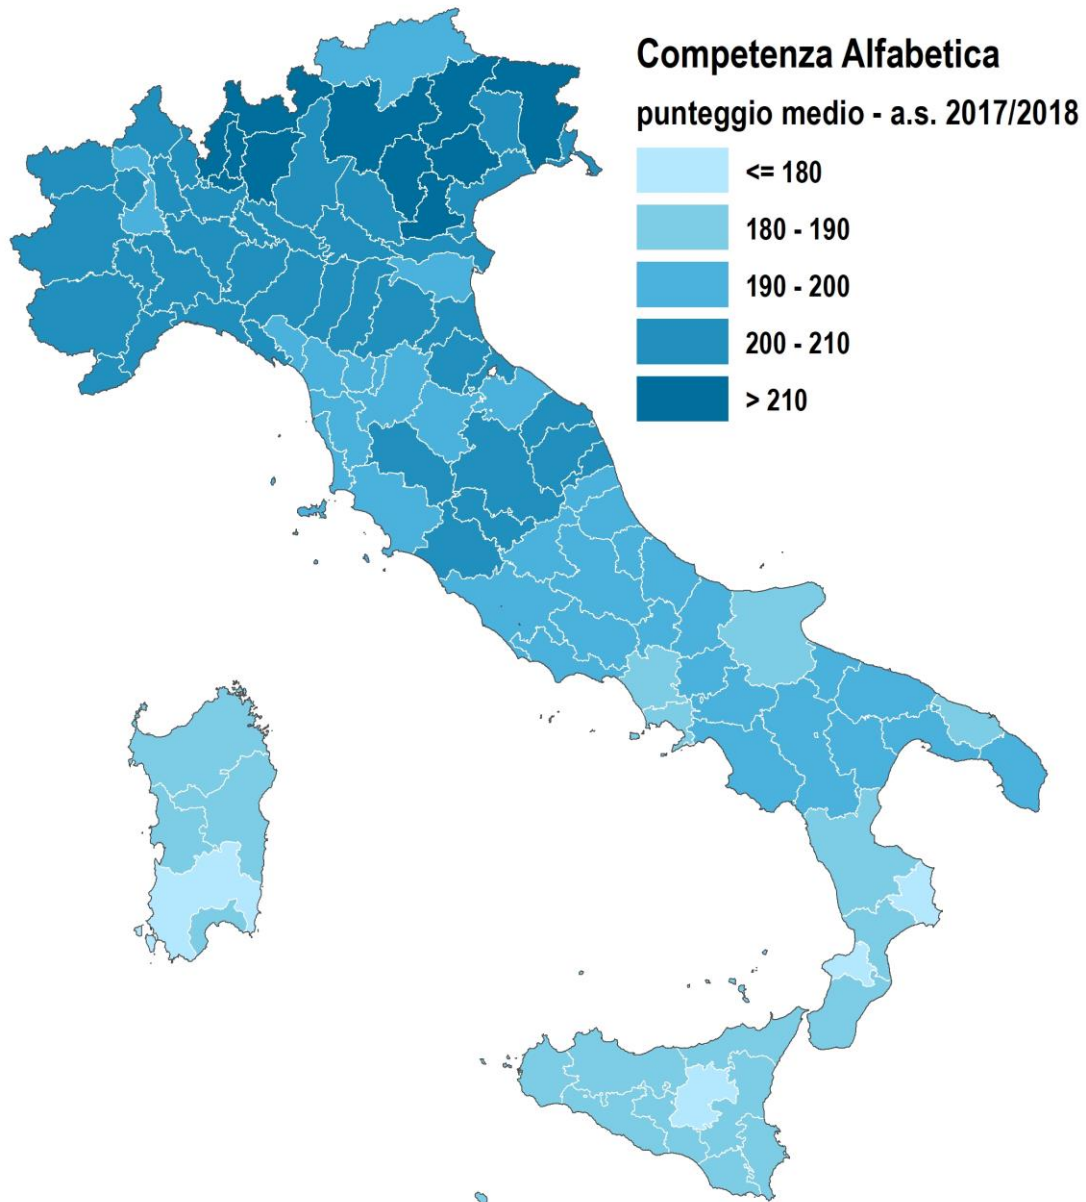 Competenza Alfabetica
punteggio medio - a.s. 2017/2018
<= 180
180 - 190
190 - 200
200 - 210
> 210